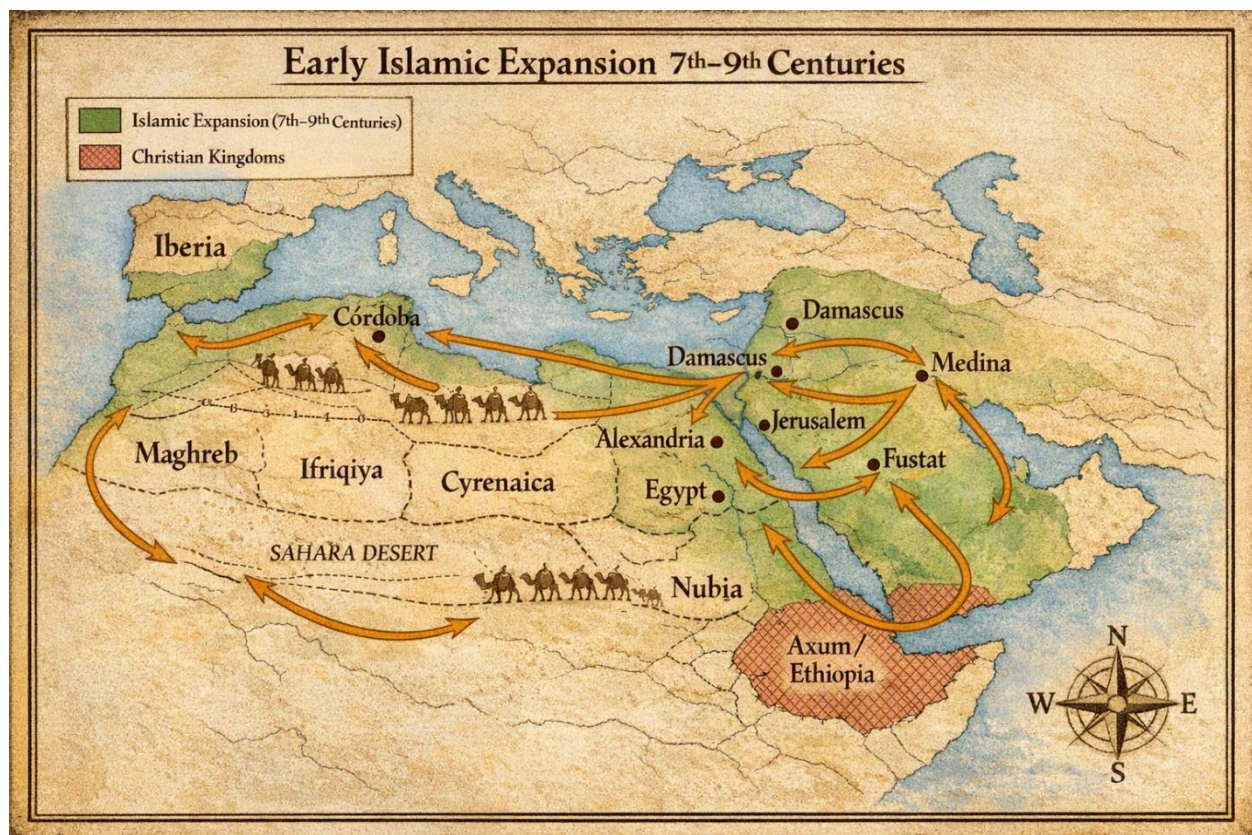 Early Islamic Expansion 7th–9th Centuries
Islamic Expansion (7th–9th Centuries)
Christian Kingdoms
Iberia
Córdoba
Damascus
Damascus
Medina
Jerusalem
Alexandria
Fustat
Maghreb
Ifriqiya
Cyrenaica
Egypt
SAHARA DESERT
Nubia
Axum/
Ethiopia
N
W
E
S